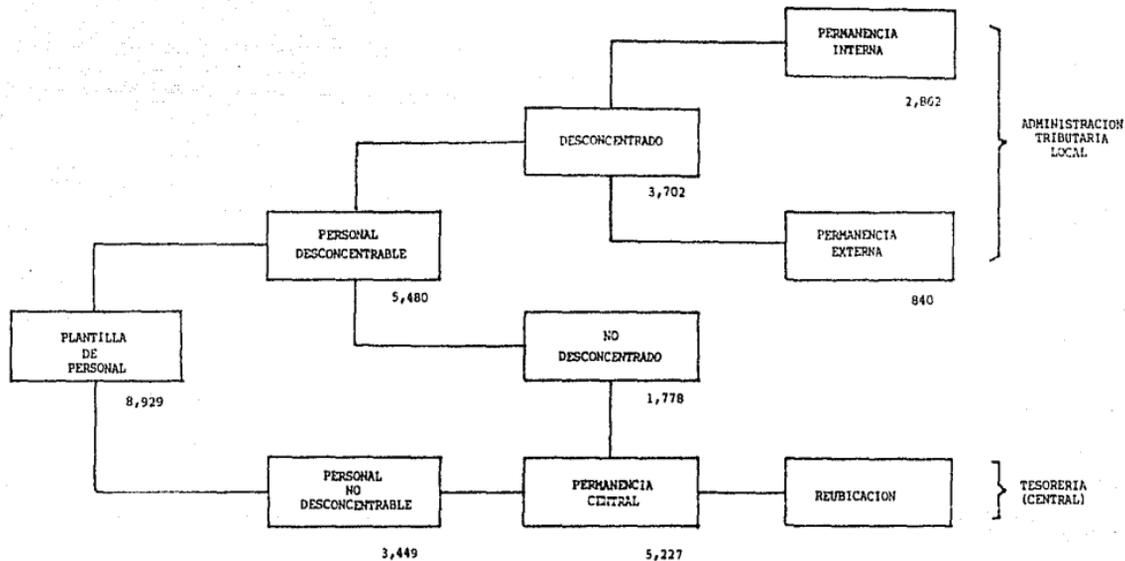 PERMANENCIA
INTERNA
2,862
ADMINISTRACION
TRIBUTARIA
LOCAL
DESCONCENTRADO
3,702
PERSONAL
DESCONCENTRABLE
5,480
PERMANENCIA
EXTERNA
840
PLANTILLA
DE
PERSONAL
8,929
NO
DESCONCENTRADO
1,778
PERSONAL
NO
DESCONCENTRABLE
3,449
PERMANENCIA
CENTRAL
5,227
REUBICACION
TESORERIA
(CENTRAL)